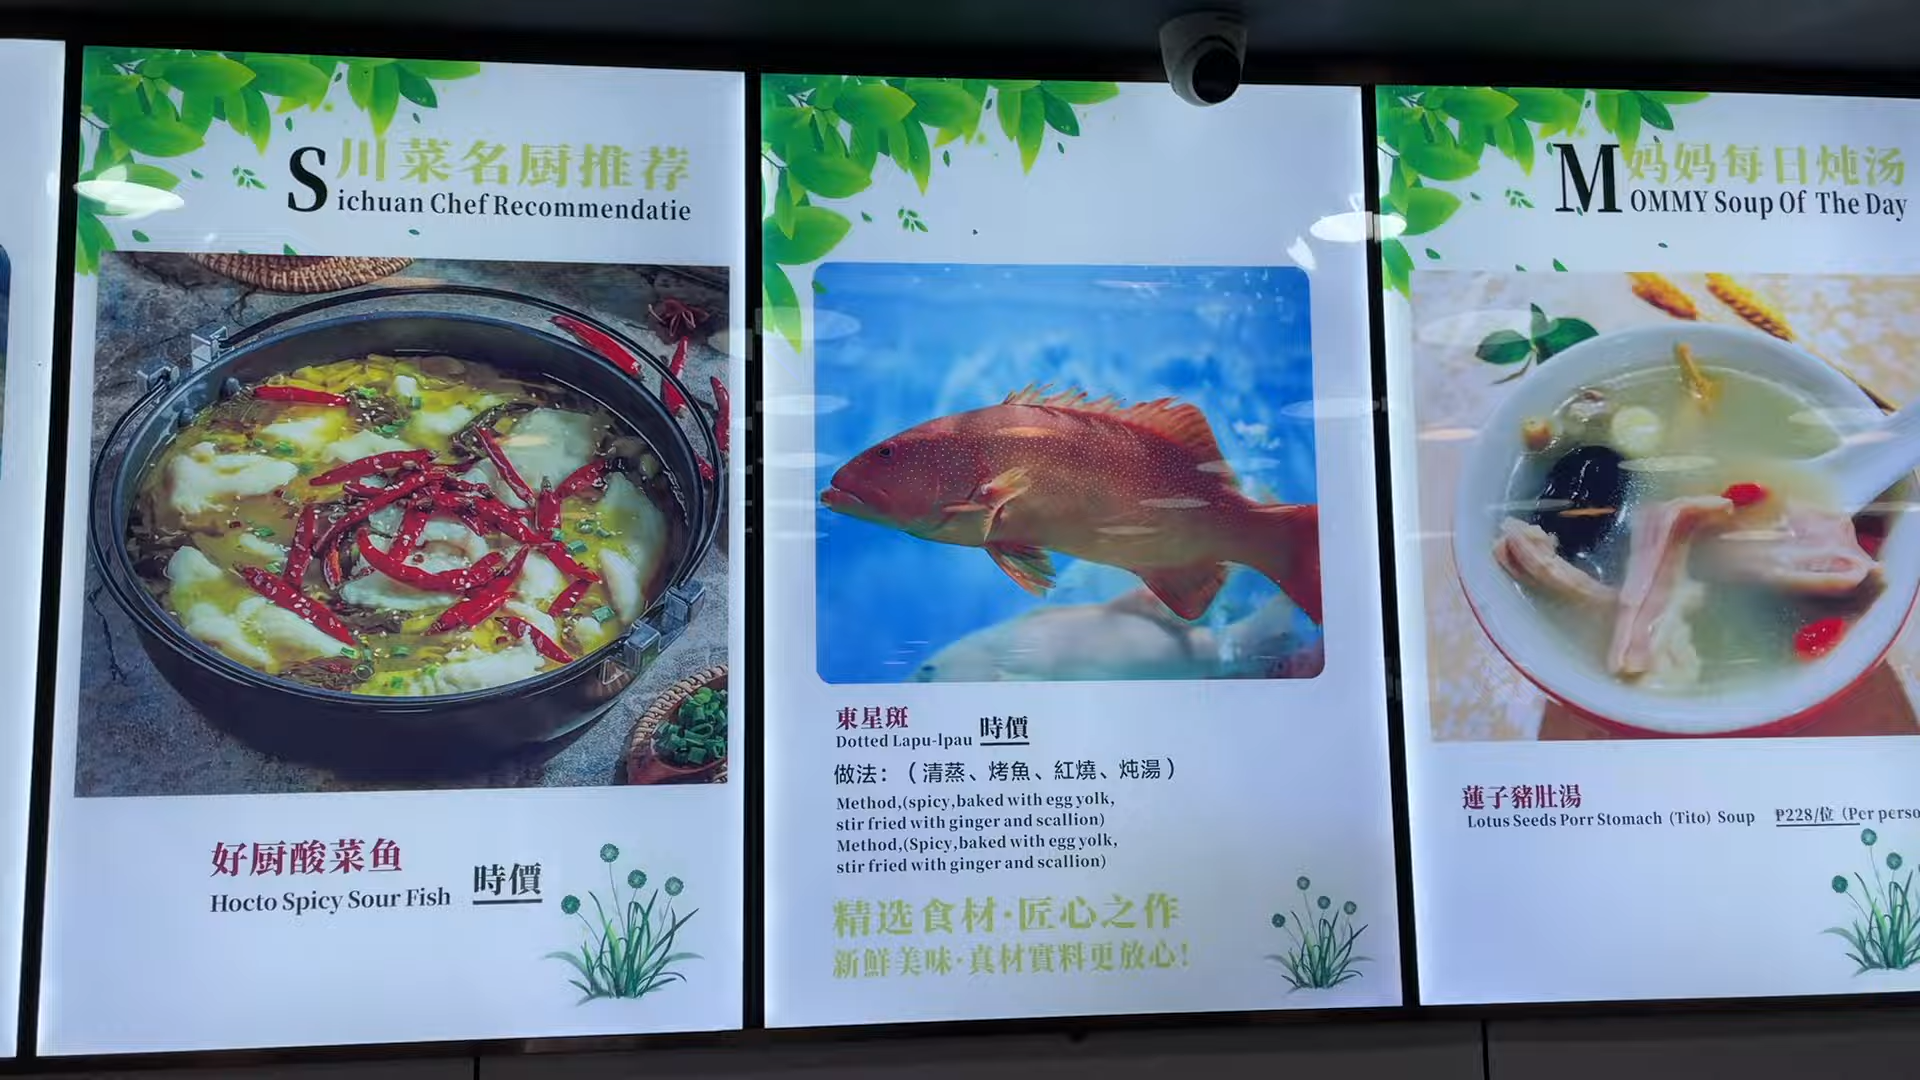 川菜名厨推荐
Sichuan Chef Recommendatie
好厨酸菜鱼
Hocto Spicy Sour Fish
時價
東星斑
Dotted Lapu-lpau
時價
做法：（清蒸、烤魚、紅燒、炖湯）
Method,(spicy,baked with egg yolk,
stir fried with ginger and scallion)
Method,(Spicy,baked with egg yolk,
stir fried with ginger and scallion)
精选食材·匠心之作
新鮮美味·真材實料更放心！
妈妈每日炖汤
MOMMY Soup Of The Day
蓮子豬肚湯
Lotus Seeds Porr Stomach (Tito) Soup
₱228/位 (Per perso